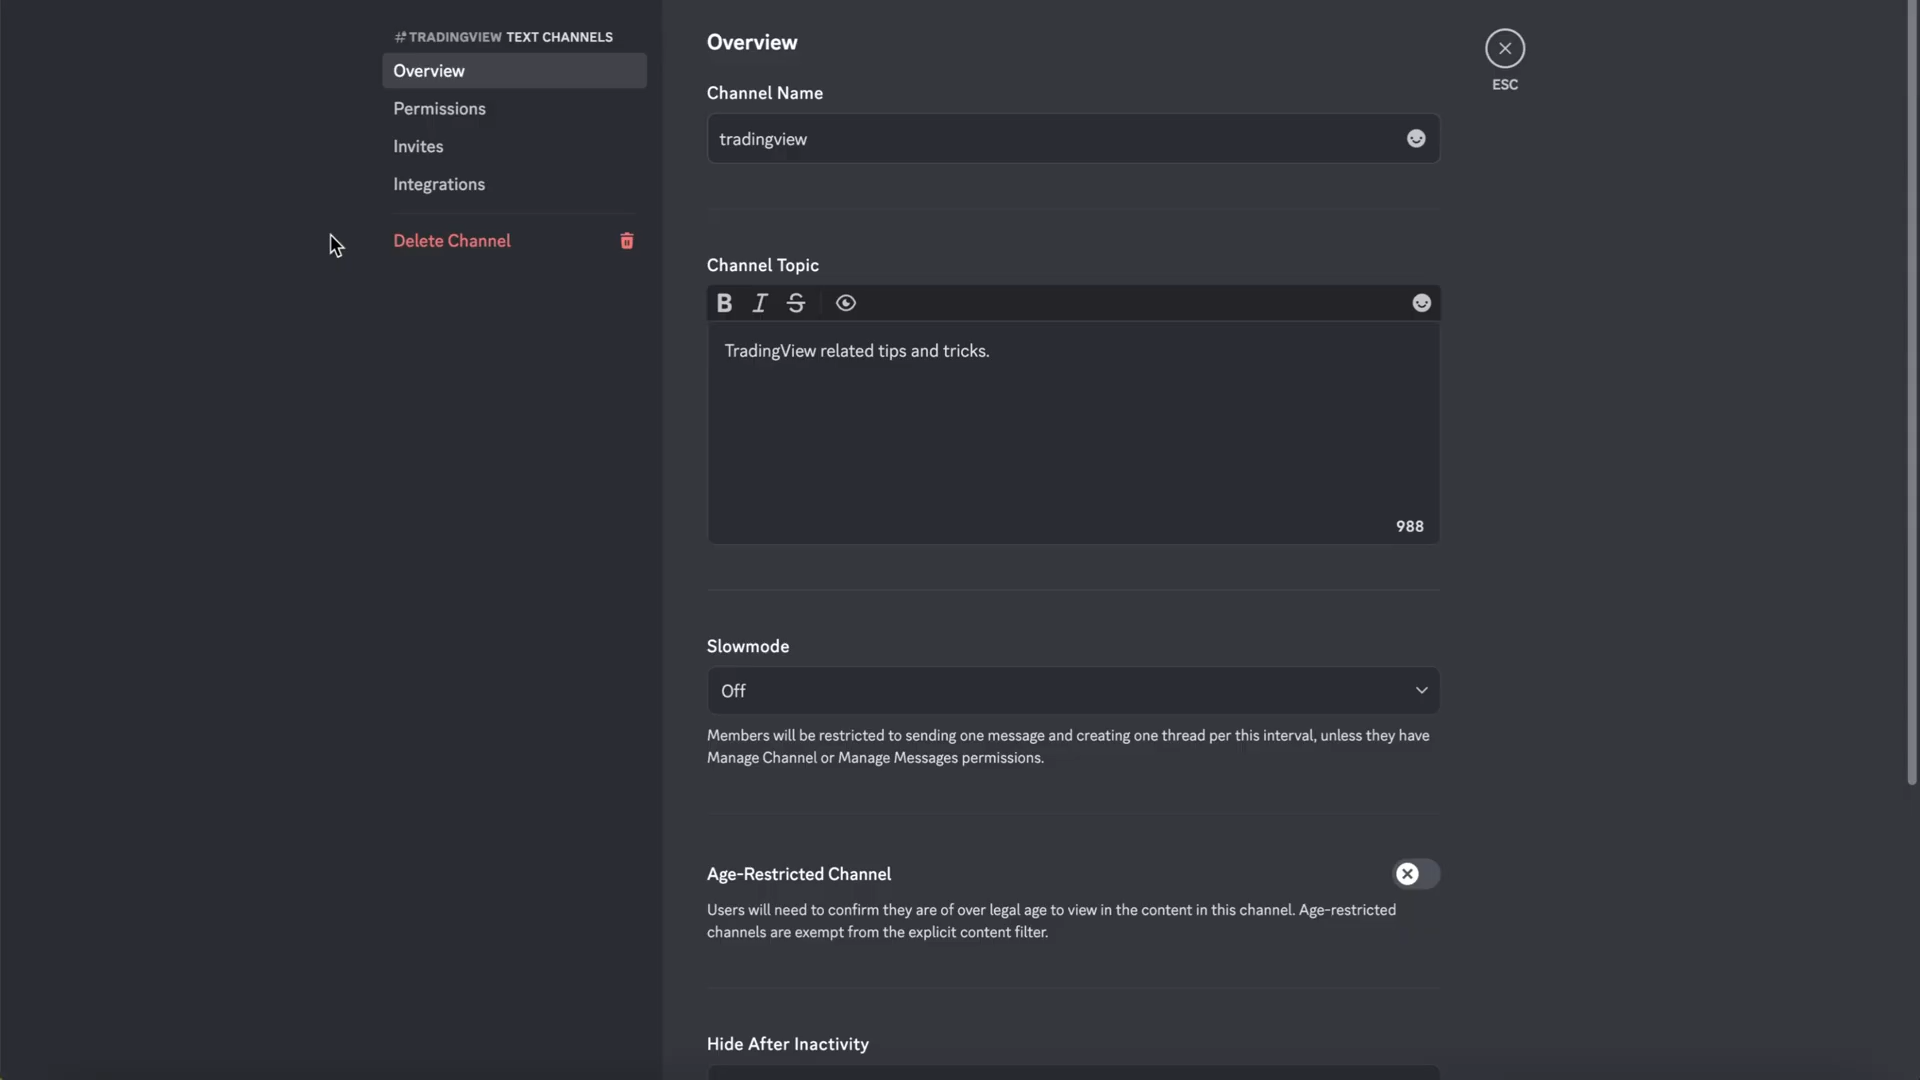 TRADINGVIEW TEXT CHANNELS
Overview
Permissions
Invites
Integrations
Delete Channel
Overview
ESC
Channel Name
tradingview
Channel Topic
B I S
TradingView related tips and tricks.
988
Slowmode
Off
Members will be restricted to sending one message and creating one thread per this interval, unless they have
Manage Channel or Manage Messages permissions.
Age-Restricted Channel
Users will need to confirm they are of over legal age to view in the content in this channel. Age-restricted
channels are exempt from the explicit content filter.
Hide After Inactivity